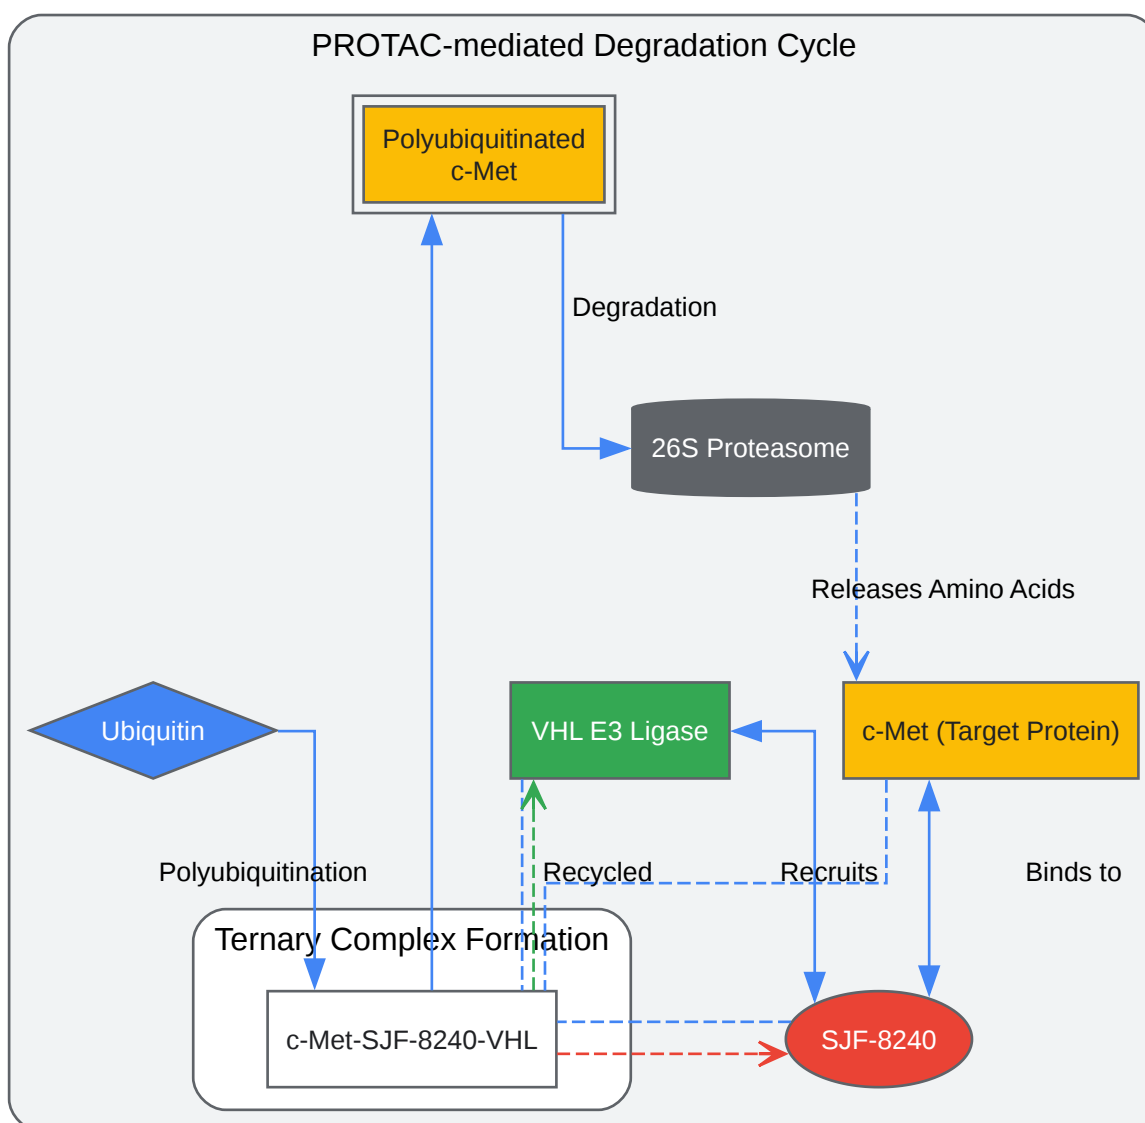 PROTAC-mediated Degradation Cycle
Polyubiquitinated
c-Met
Degradation
26S Proteasome
Releases Amino Acids
Ubiquitin
VHL E3 Ligase
c-Met (Target Protein)
Polyubiquitination
Recycled
Recruits
Binds to
Ternary Complex Formation
c-Met-SJF-8240-VHL
SJF-8240